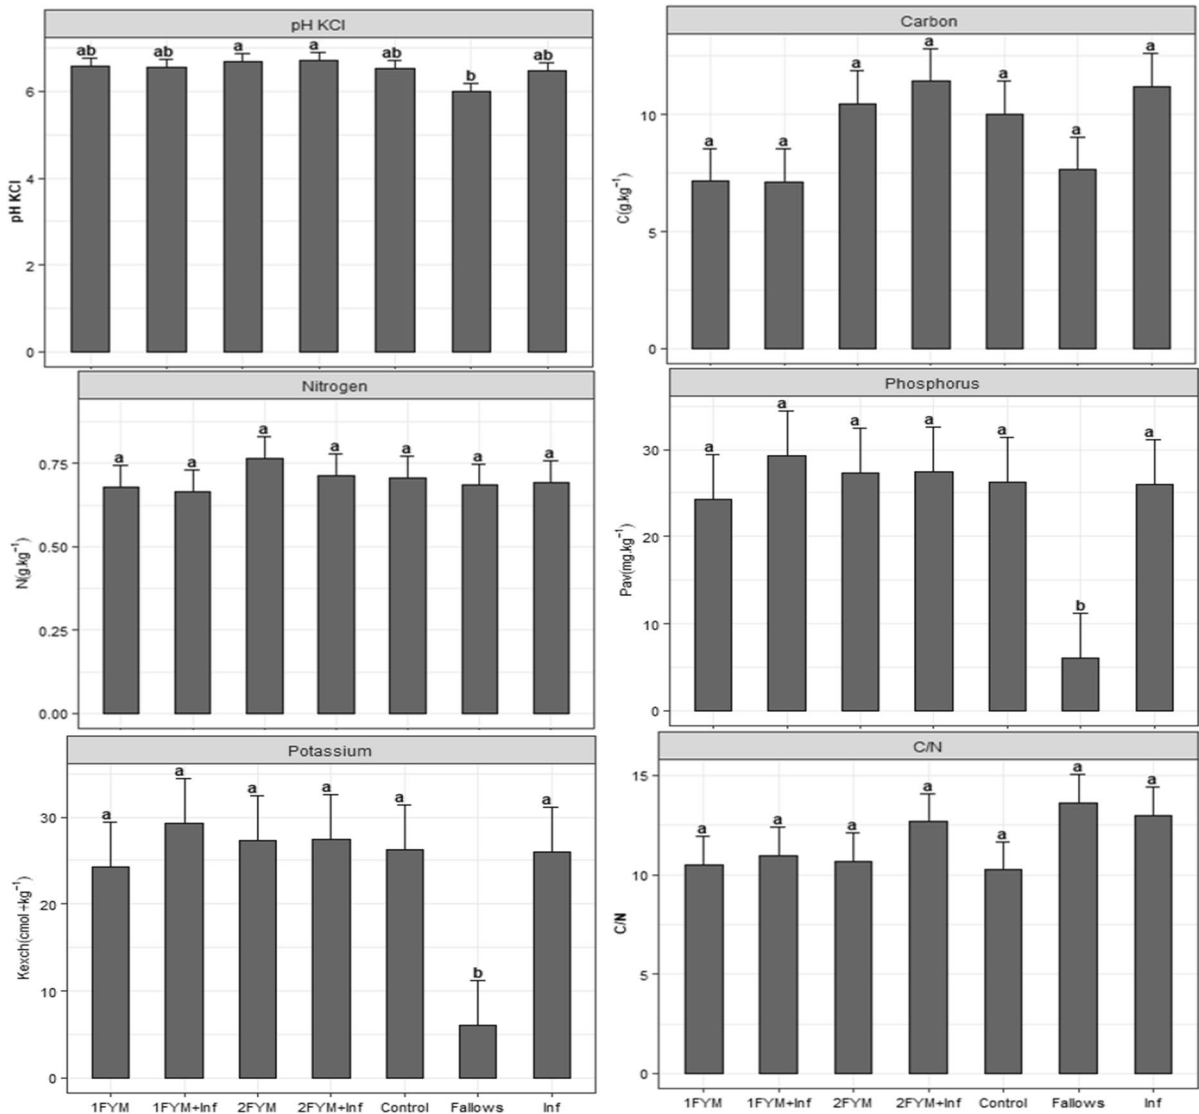 pH KCl
ab ab a a ab b ab
6
4
2
0
pH KCl
Carbon
a a a a a a a
10
5
0
C(g.kg⁻¹)
Nitrogen
a a a a a a a
0.75
0.50
0.25
0.00
N(g.kg⁻¹)
Phosphorus
a a a a a b a
30
20
10
0
Pav(mg.kg⁻¹)
Potassium
a a a a a b a
30
20
10
0
Kexch(cmol+kg⁻¹)
1FYM 1FYM+Inf 2FYM 2FYM+Inf Control Fallows Inf
C/N
a a a a a a a
15
10
5
0
C/N
1FYM 1FYM+Inf 2FYM 2FYM+Inf Control Fallows Inf